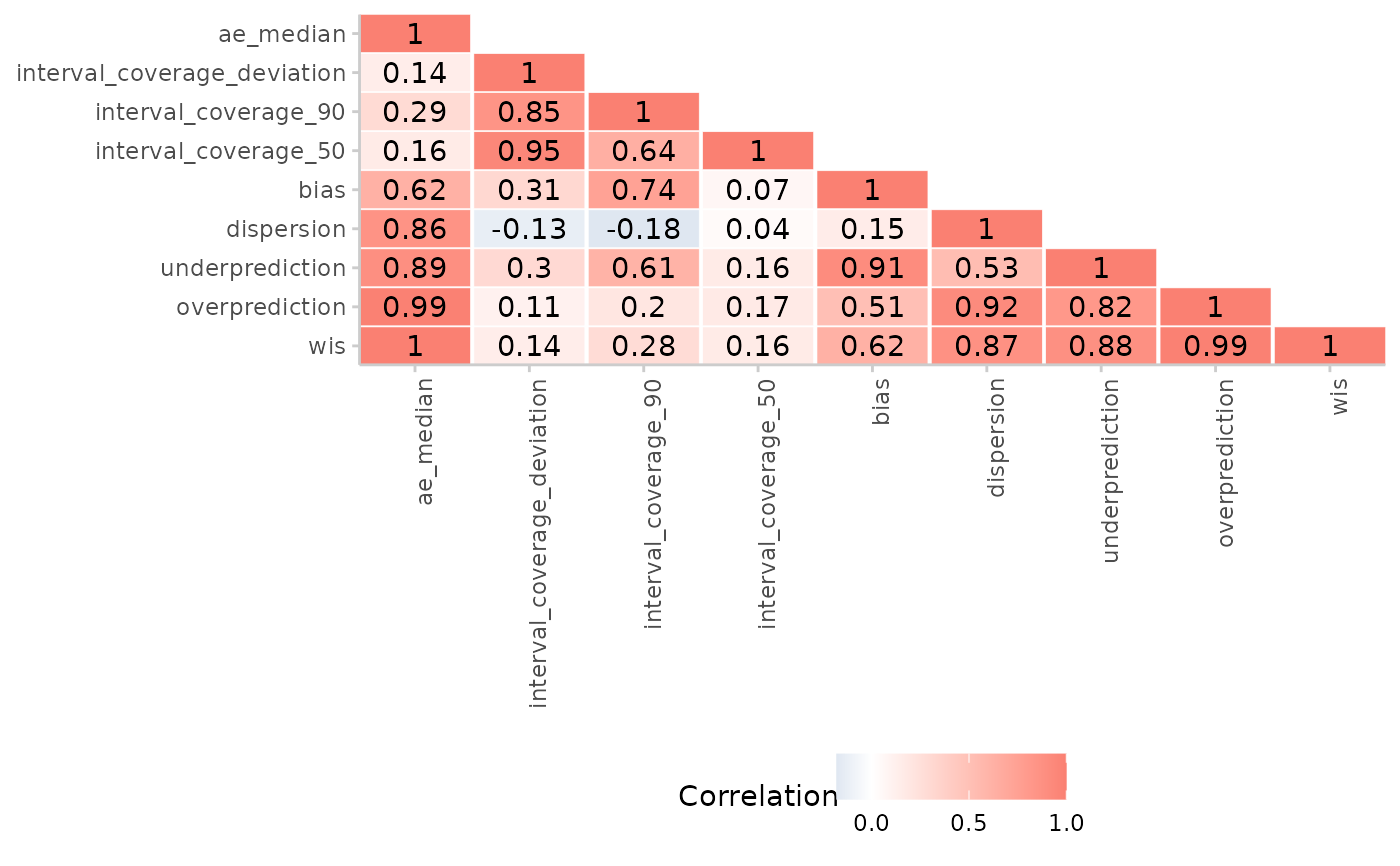 ae_median 1
interval_coverage_deviation 0.14 1
interval_coverage_90 0.29 0.85 1
interval_coverage_50 0.16 0.95 0.64 1
bias 0.62 0.31 0.74 0.07 1
dispersion 0.86 -0.13 -0.18 0.04 0.15 1
underprediction 0.89 0.3 0.61 0.16 0.91 0.53 1
overprediction 0.99 0.11 0.2 0.17 0.51 0.92 0.82 1
wis 1 0.14 0.28 0.16 0.62 0.87 0.88 0.99 1
ae_median
interval_coverage_deviation
interval_coverage_90
interval_coverage_50
bias
dispersion
underprediction
overprediction
wis
Correlation
0.0 0.5 1.0